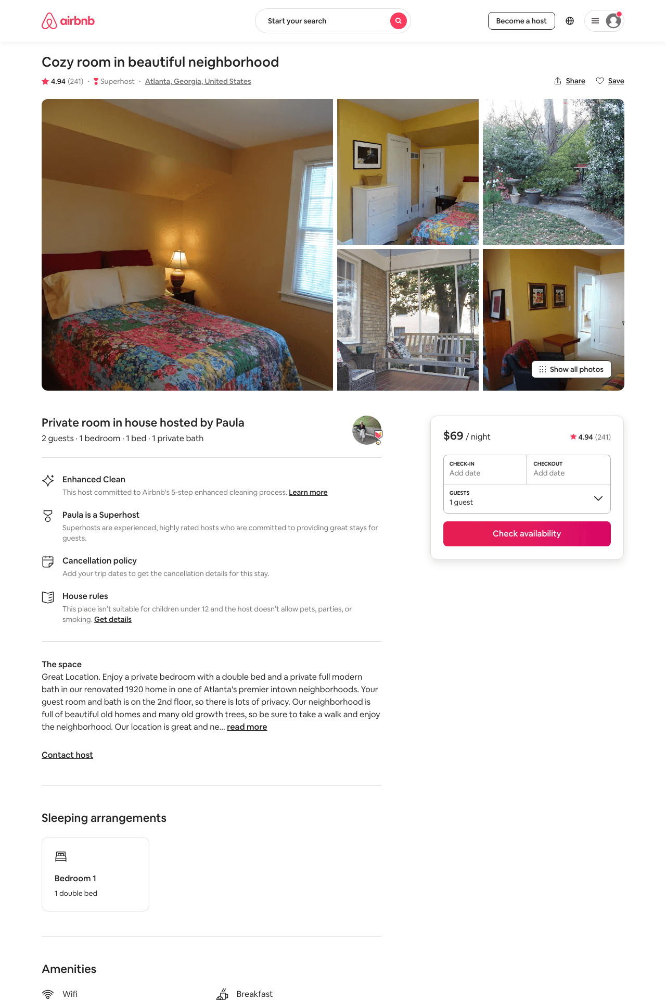 airbnb
Start your search
Become a host
Cozy room in beautiful neighborhood
4.94 (241) · Superhost · Atlanta, Georgia, United States
Share
Save
Show all photos
Private room in house hosted by Paula
2 guests · 1 bedroom · 1 bed · 1 private bath
Enhanced Clean
This host committed to Airbnb's 5-step enhanced cleaning process. Learn more
Paula is a Superhost
Superhosts are experienced, highly rated hosts who are committed to providing great stays for
guests.
Cancellation policy
Add your trip dates to get the cancellation details for this stay.
House rules
This place isn’t suitable for children under 12 and the host doesn’t allow pets, parties, or
smoking. Get details
$69 / night
4.94 (241)
CHECK-IN
Add date
CHECKOUT
Add date
GUESTS
1 guest
Check availability
The space
Great Location. Enjoy a private bedroom with a double bed and a private full modern
bath in our renovated 1920 home in one of Atlanta's premier intown neighborhoods. Your
guest room and bath is on the 2nd floor, so there is lots of privacy. Our neighborhood is
full of beautiful old homes and many old growth trees, so be sure to take a walk and enjoy
the neighborhood. Our location is great and ne... read more
Contact host
Sleeping arrangements
Bedroom 1
1 double bed
Amenities
Wifi
Breakfast